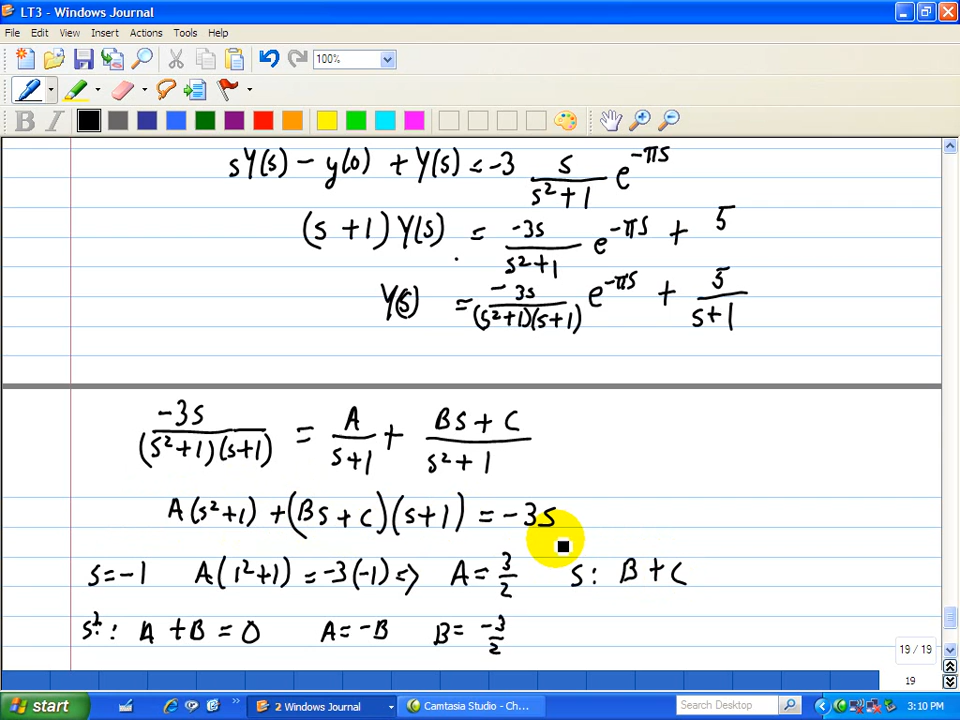 LT3 - Windows Journal
File Edit View Insert Actions Tools Help
100%
B I
sY(s) - y(0) + Y(s) = -3 s/(s²+1) e^(-πs)
(s+1) Y(s) = -3s/(s²+1) e^(-πs) + 5
Y(s) = -3s/((s²+1)(s+1)) e^(-πs) + 5/(s+1)
-3s/((s²+1)(s+1)) = A/(s+1) + (Bs+C)/(s²+1)
A(s²+1) + (Bs+C)(s+1) = -3s
s=-1 A(1²+1) = -3(-1) => A = 3/2 s: B + C
s²: A + B = 0 A = -B B = -3/2
19 / 19
19
start 2 Windows Journal Camtasia Studio - Ch... Search Desktop 3:10 PM